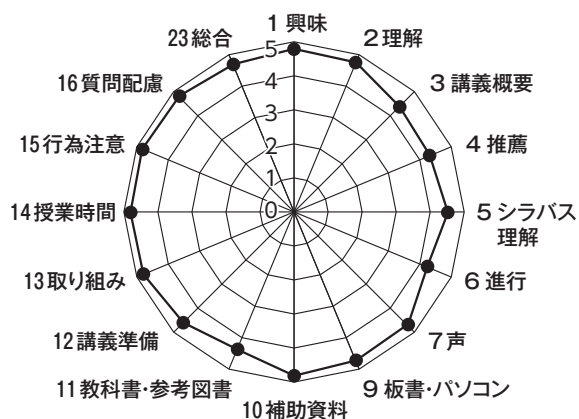 1 興味
2 理解
3 講義概要
4 推薦
5 シラバス
理解
6 進行
7 声
9 板書・パソコン
10 補助資料
11 教科書・参考図書
12 講義準備
13 取り組み
14 授業時間
15 行為注意
16 質問配慮
23 総合
5
4
3
2
1
0